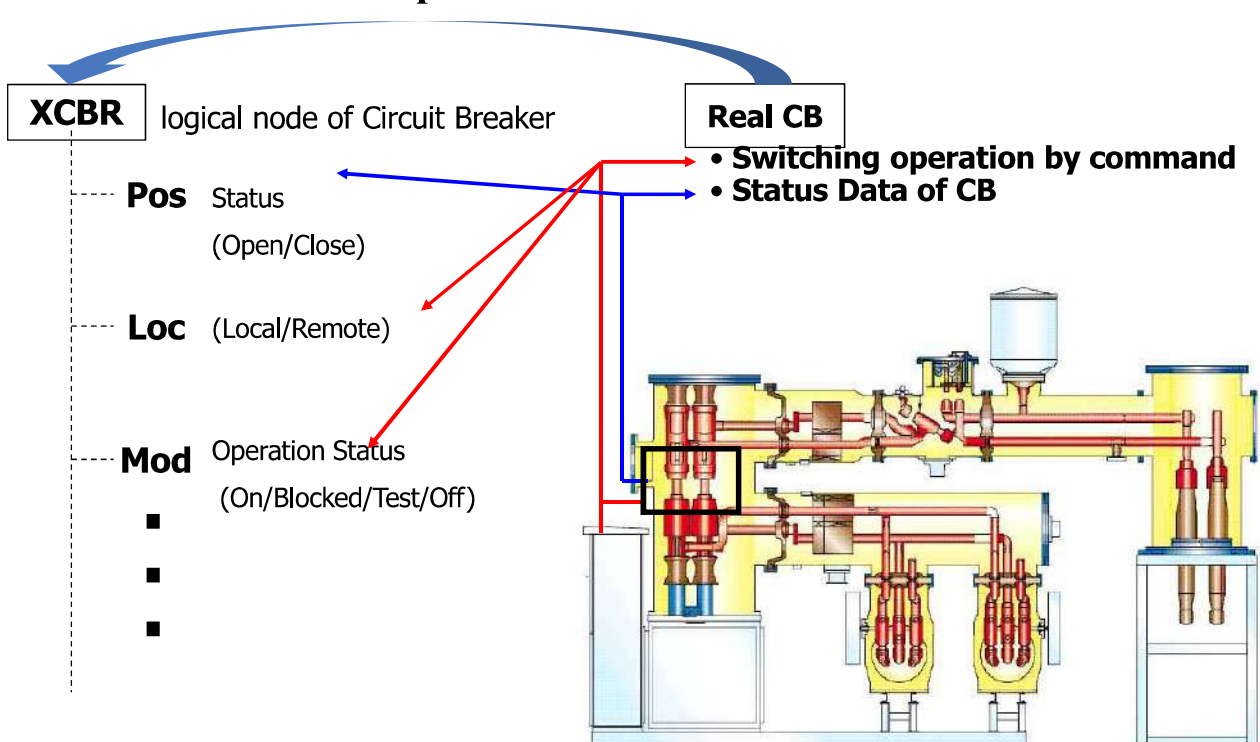 XCBR
logical node of Circuit Breaker
Real CB
• Switching operation by command
• Status Data of CB
Pos Status
(Open/Close)
Loc (Local/Remote)
Mod Operation Status
(On/Blocked/Test/Off)